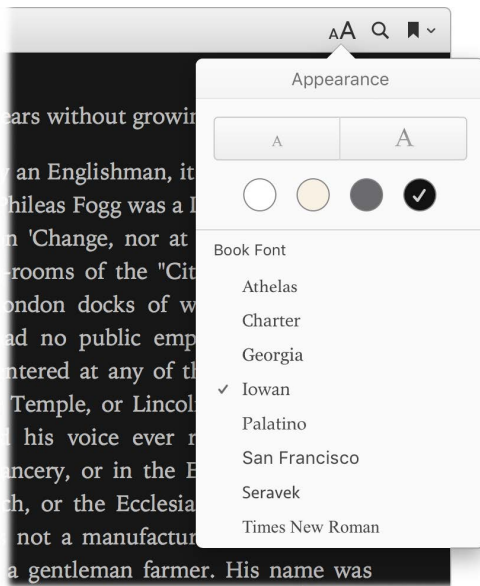 AA
ears without growin
an Englishman, it
Phileas Fogg was a
n 'Change, nor at
-rooms of the "Cit
ondon docks of w
ad no public emp
ntered at any of th
Temple, or Lincol
his voice ever r
ancery, or in the E
ch, or the Ecclesia
not a manufactur
a gentleman farmer. His name was
Appearance
A A
Book Font
Athelas
Charter
Georgia
✓ Iowan
Palatino
San Francisco
Seravek
Times New Roman